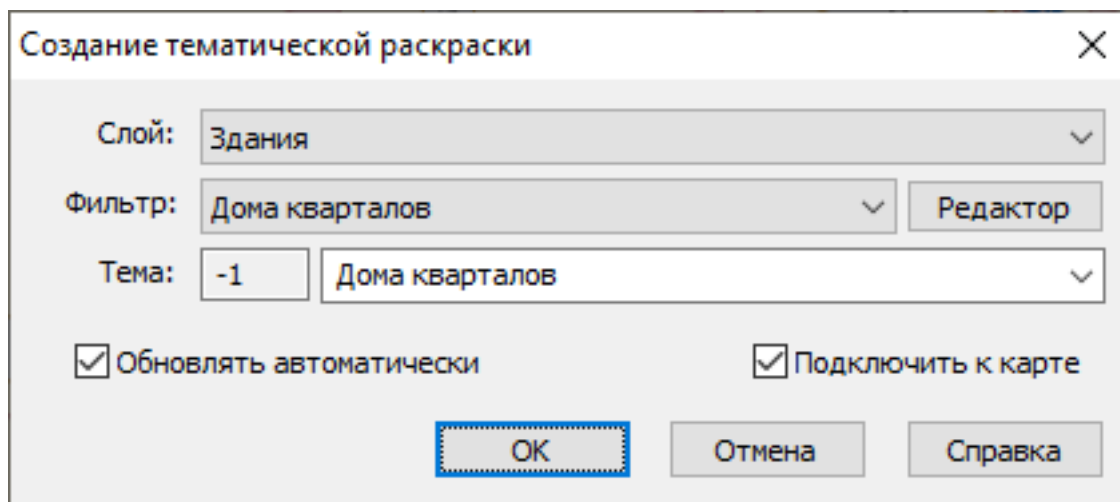 Создание тематической раскраски
Слой: Здания
Фильтр: Дома кварталов Редактор
Тема: -1 Дома кварталов
Обновлять автоматически Подключить к карте
OK Отмена Справка